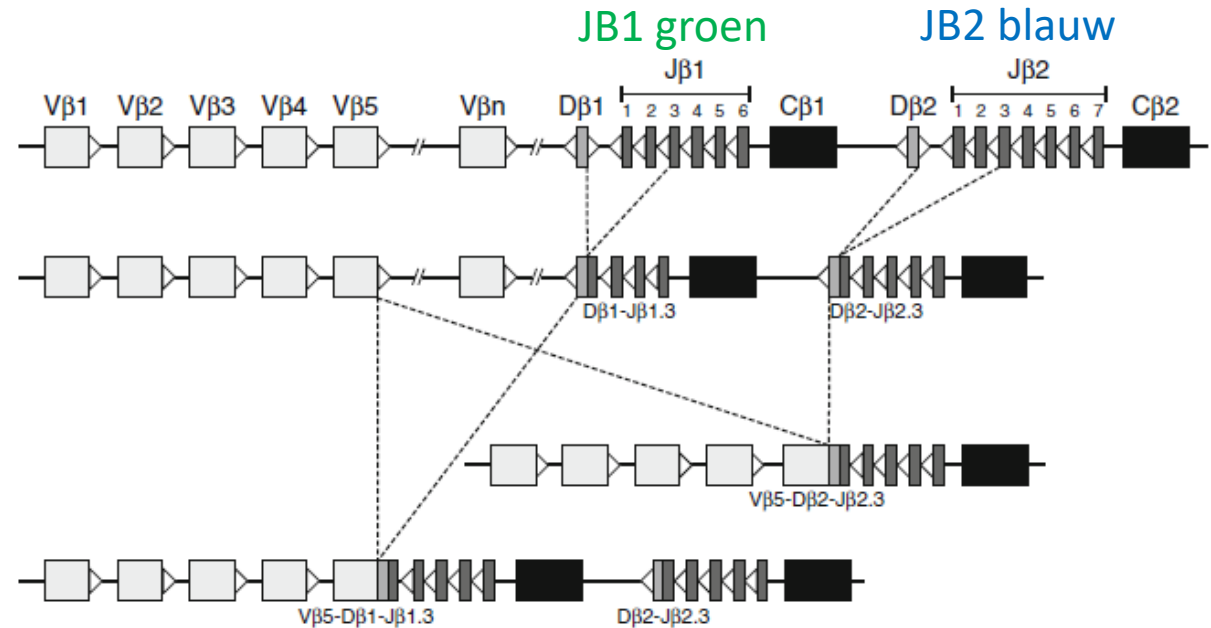 JB1 groen JB2 blauw
Jβ1 Jβ2
Vβ1 Vβ2 Vβ3 Vβ4 Vβ5 Vβn Dβ1 1 2 3 4 5 6 Cβ1 Dβ2 1 2 3 4 5 6 7 Cβ2
Dβ1-Jβ1.3 Dβ2-Jβ2.3
Vβ5-Dβ2-Jβ2.3
Vβ5-Dβ1-Jβ1.3 Dβ2-Jβ2.3